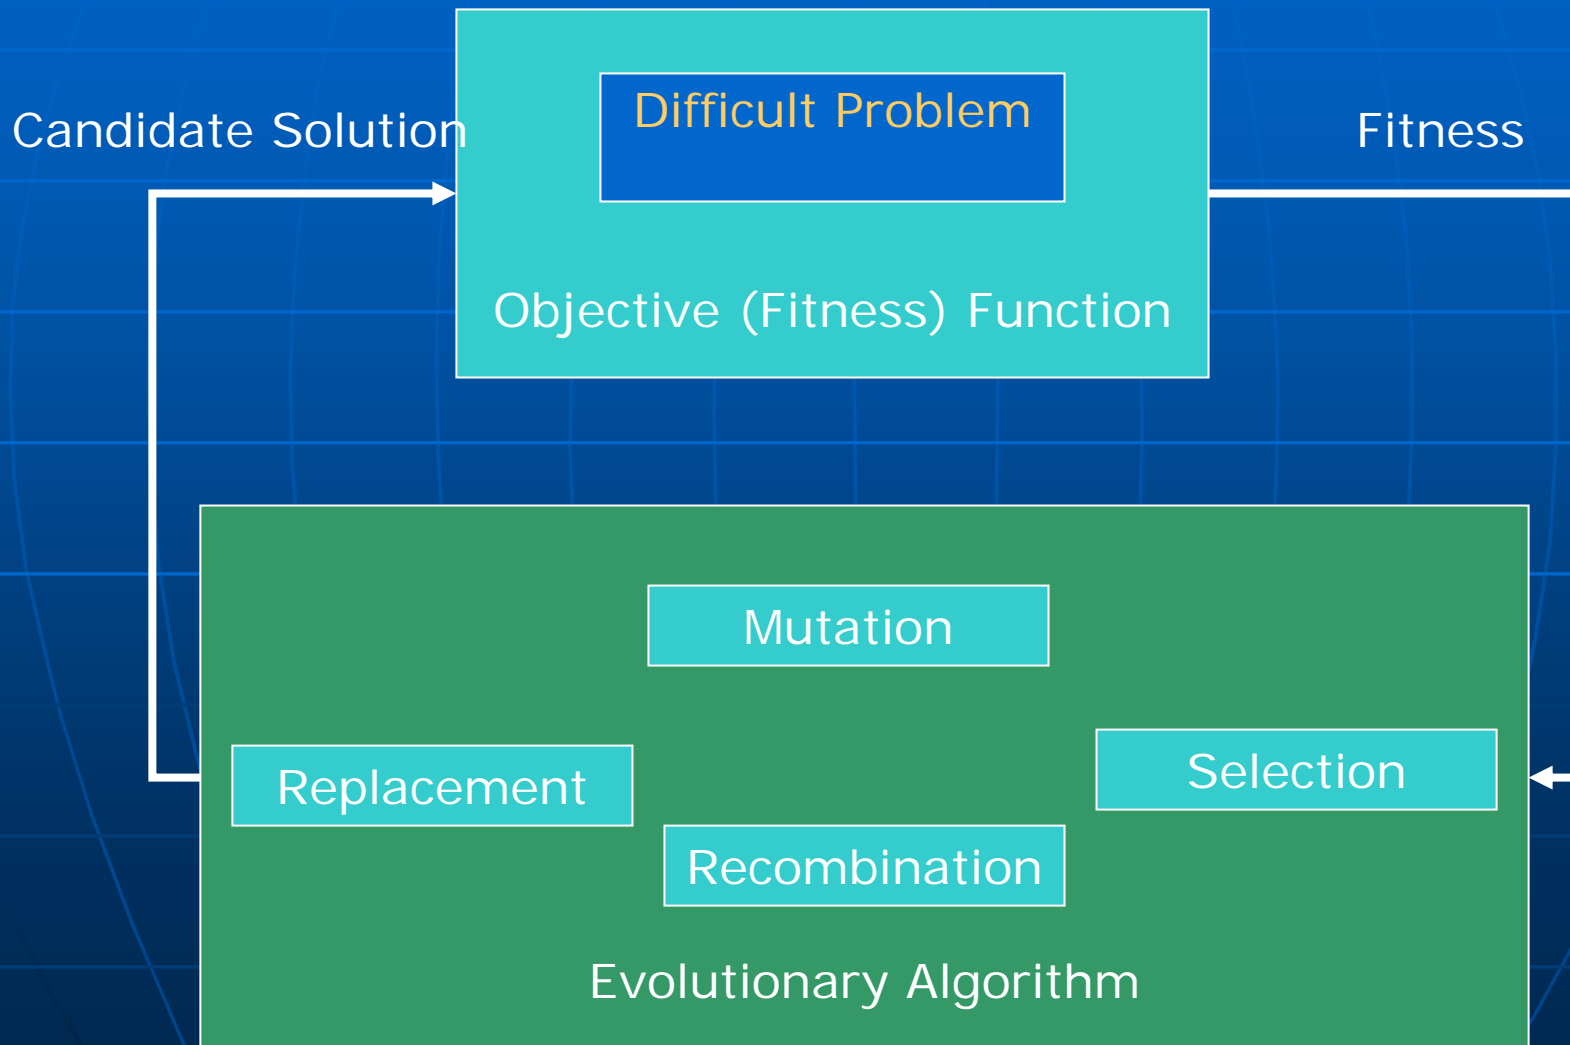 Candidate Solution
Difficult Problem
Fitness
Objective (Fitness) Function
Mutation
Replacement
Selection
Recombination
Evolutionary Algorithm